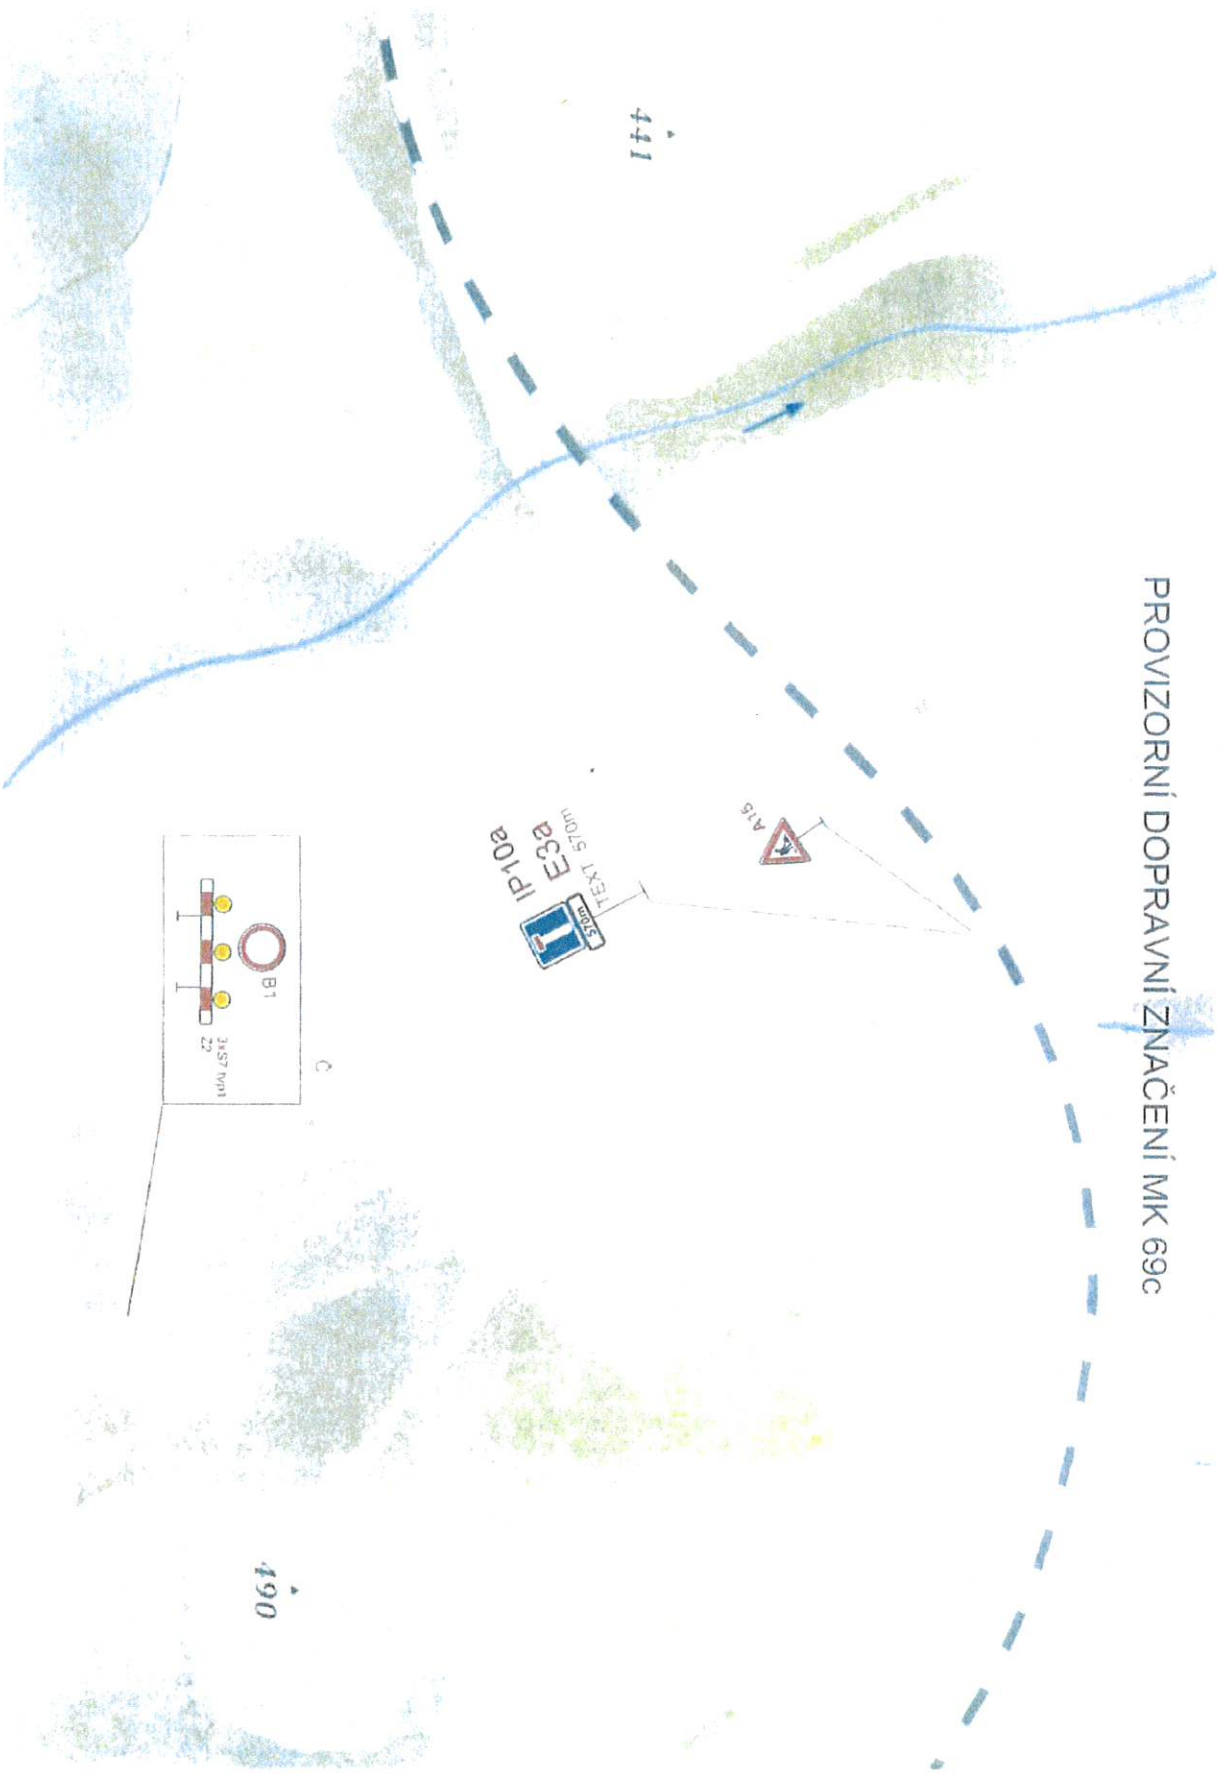 PROVIZORNÍ DOPRAVNÍ ZNAČENÍ MK 69c
441
A15
IP10a
E3a
TEXT 570m
570m
B1
3xS7 typ1
Z2
Č
490